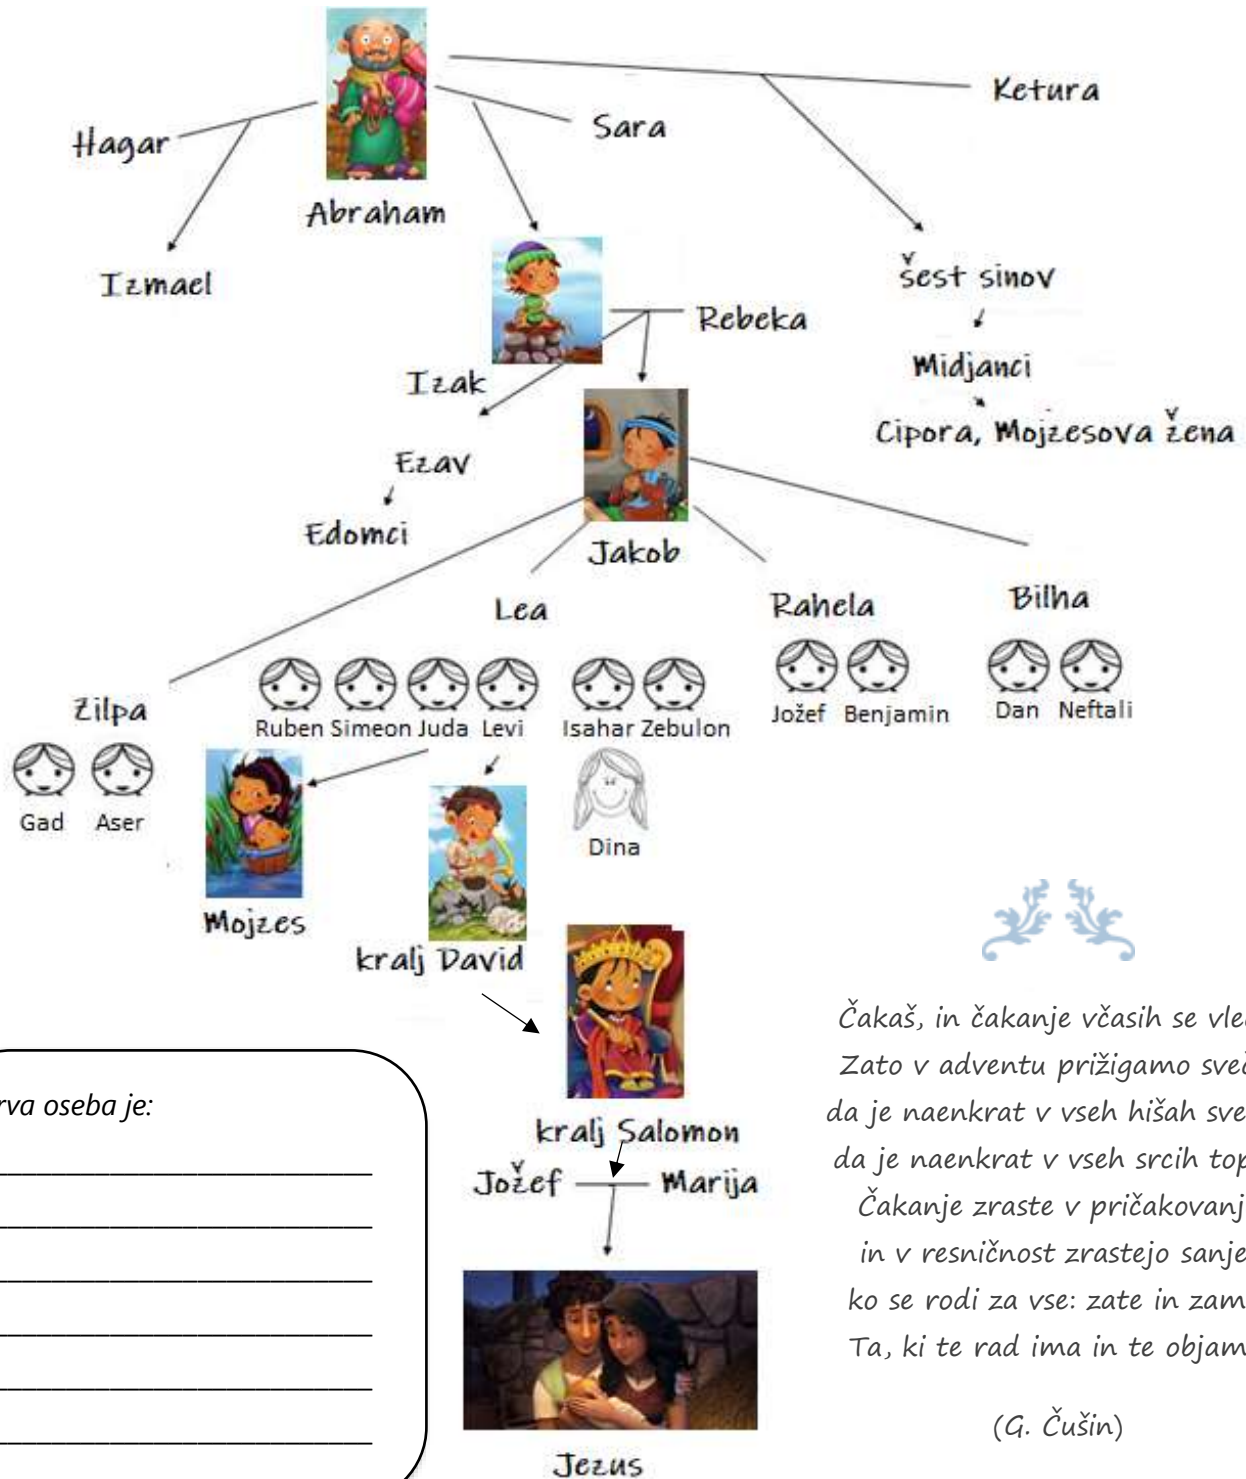 Ketura
Hagar
Sara
Abraham
Izmael
šest sinov
Rebeka
Midjanci
Izak
Cipora, Mojzesova žena
Ezav
Edomci
Jakob
Lea
Rahela
Bilha
Zilpa
Ruben Simeon Juda Levi
Isahar Zebulon
Jožef Benjamin
Dan Neftali
Gad Aser
Dina
Mojzes
kralj David
kralj Salomon
Jožef
Marija
Jezus
rva oseba je:
Čakaš, in čakanje včasih se vle
Zato v adventu prižigamo sve
da je naenkrat v vseh hišah sve
da je naenkrat v vseh srcih top
Čakanje zraste v pričakovanj
in v resničnost zrastejo sanje
ko se rodi za vse: zate in zam
Ta, ki te rad ima in te objam
(G. Čušin)